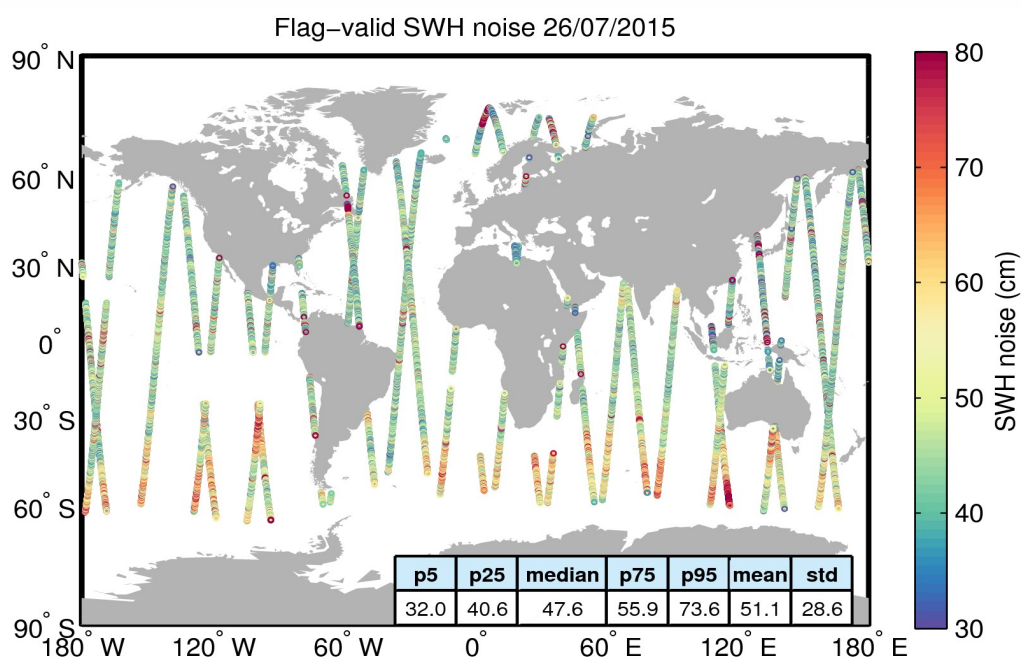 Flag−valid SWH noise 26/07/2015
90° N
60° N
30° N
0°
30° S
60° S
90° S
180° W
120° W
60° W
0°
60° E
120° E
180° E
80
70
60
50
40
30
SWH noise (cm)
p5 p25 median p75 p95 mean std
32.0 40.6 47.6 55.9 73.6 51.1 28.6